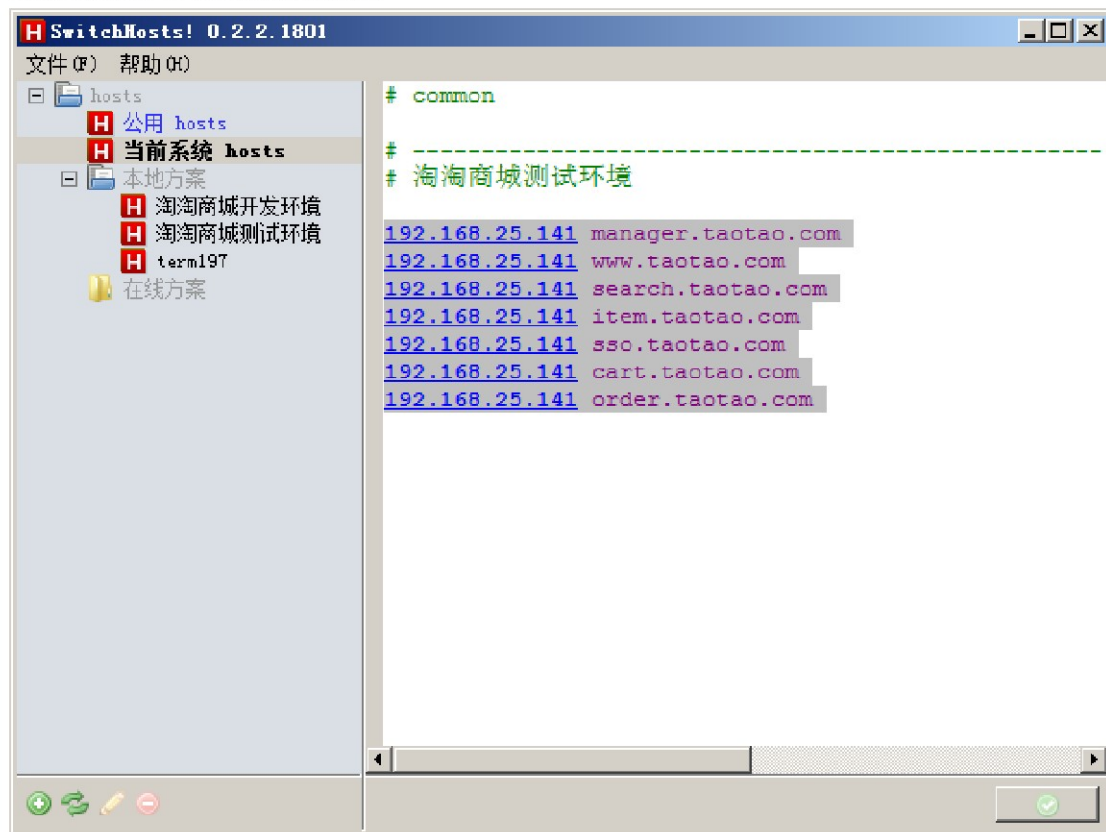 H SwitchHosts! 0.2.2.1801
文件(F) 帮助(H)
hosts
H 公用 hosts
H 当前系统 hosts
本地方案
H 淘淘商城开发环境
H 淘淘商城测试环境
H term197
在线方案
# common
# --------------------------------------------------
# 淘淘商城测试环境
192.168.25.141 manager.taotao.com
192.168.25.141 www.taotao.com
192.168.25.141 search.taotao.com
192.168.25.141 item.taotao.com
192.168.25.141 sso.taotao.com
192.168.25.141 cart.taotao.com
192.168.25.141 order.taotao.com